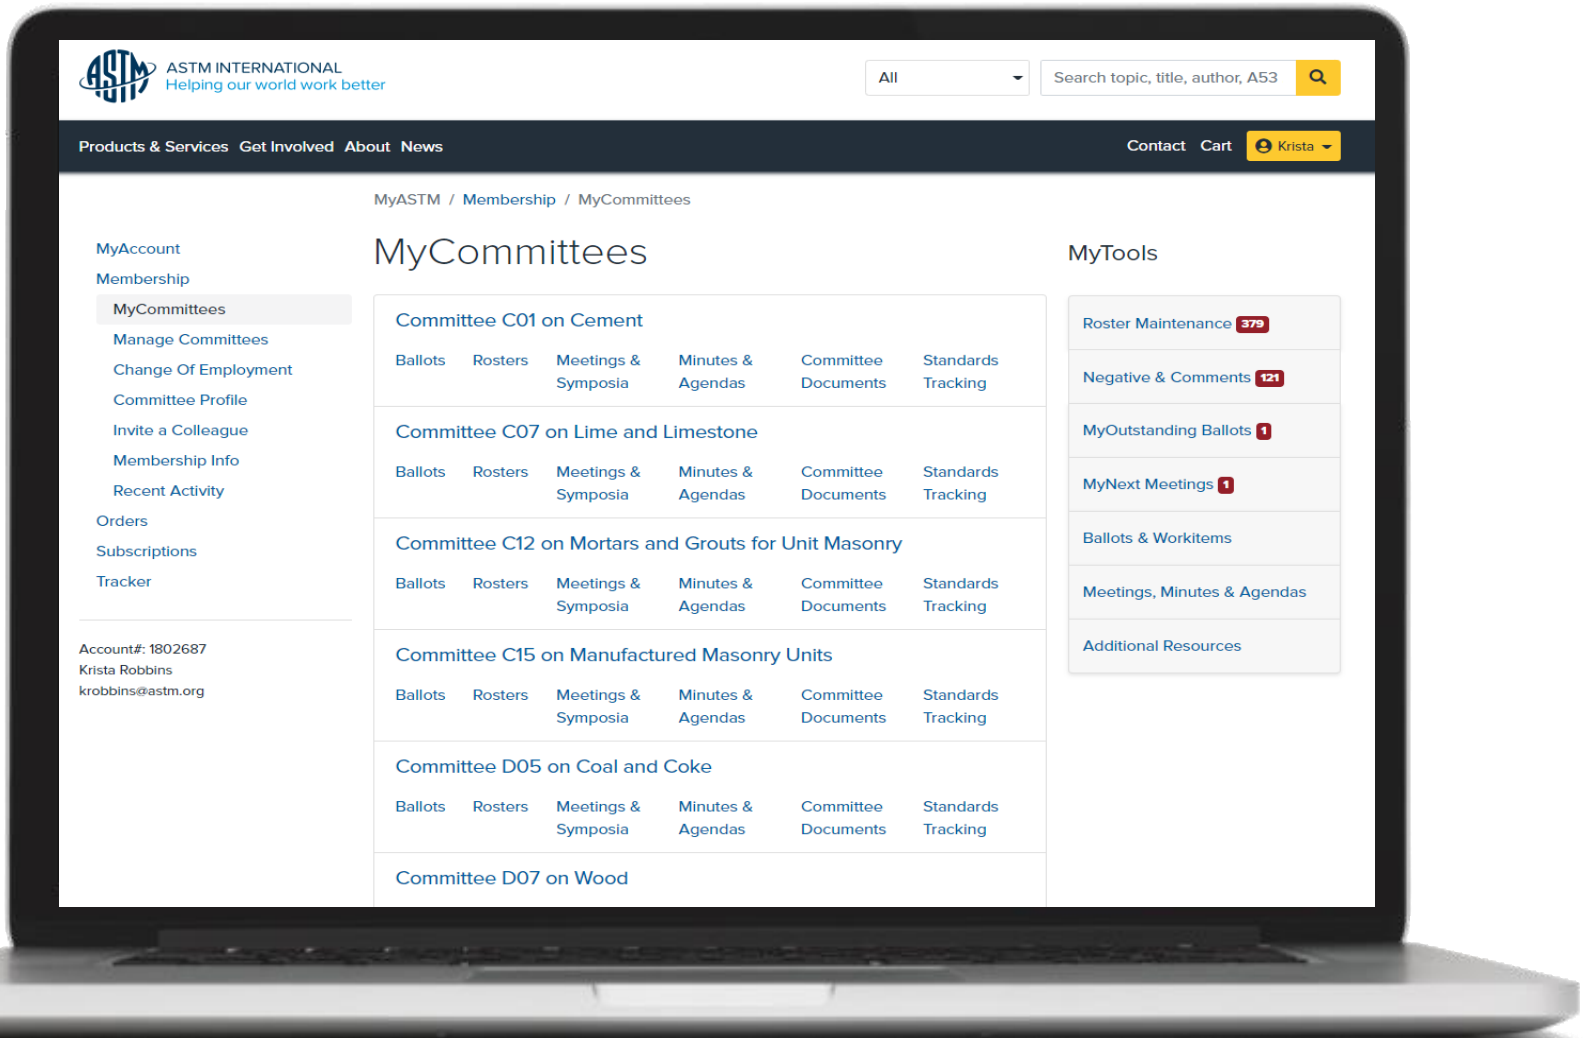 ASTM
ASTM INTERNATIONAL
Helping our world work better
All
Search topic, title, author, A53
Products & Services Get Involved About News
Contact Cart Krista
MyASTM / Membership / MyCommittees
MyAccount
Membership
MyCommittees
Manage Committees
Change Of Employment
Committee Profile
Invite a Colleague
Membership Info
Recent Activity
Orders
Subscriptions
Tracker
Account#: 1802687
Krista Robbins
krobbins@astm.org
MyCommittees
Committee C01 on Cement
Ballots Rosters Meetings & Minutes & Committee Standards
Symposia Agendas Documents Tracking
Committee C07 on Lime and Limestone
Ballots Rosters Meetings & Minutes & Committee Standards
Symposia Agendas Documents Tracking
Committee C12 on Mortars and Grouts for Unit Masonry
Ballots Rosters Meetings & Minutes & Committee Standards
Symposia Agendas Documents Tracking
Committee C15 on Manufactured Masonry Units
Ballots Rosters Meetings & Minutes & Committee Standards
Symposia Agendas Documents Tracking
Committee D05 on Coal and Coke
Ballots Rosters Meetings & Minutes & Committee Standards
Symposia Agendas Documents Tracking
Committee D07 on Wood
MyTools
Roster Maintenance 379
Negative & Comments 121
MyOutstanding Ballots 1
MyNext Meetings 1
Ballots & Workitems
Meetings, Minutes & Agendas
Additional Resources